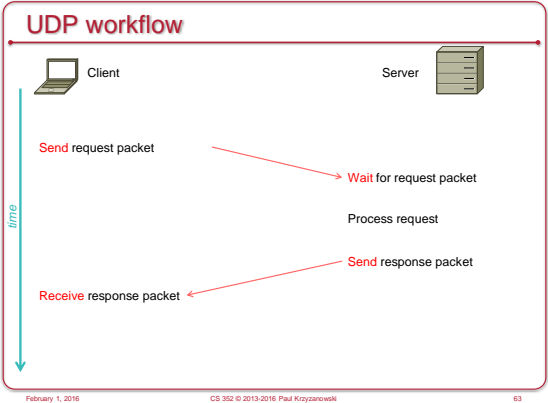 UDP workflow
Client
Server
Send request packet
Wait for request packet
time
Process request
Send response packet
Receive response packet
February 1, 2016
CS 352 © 2013-2016 Paul Krzyzanowski
63